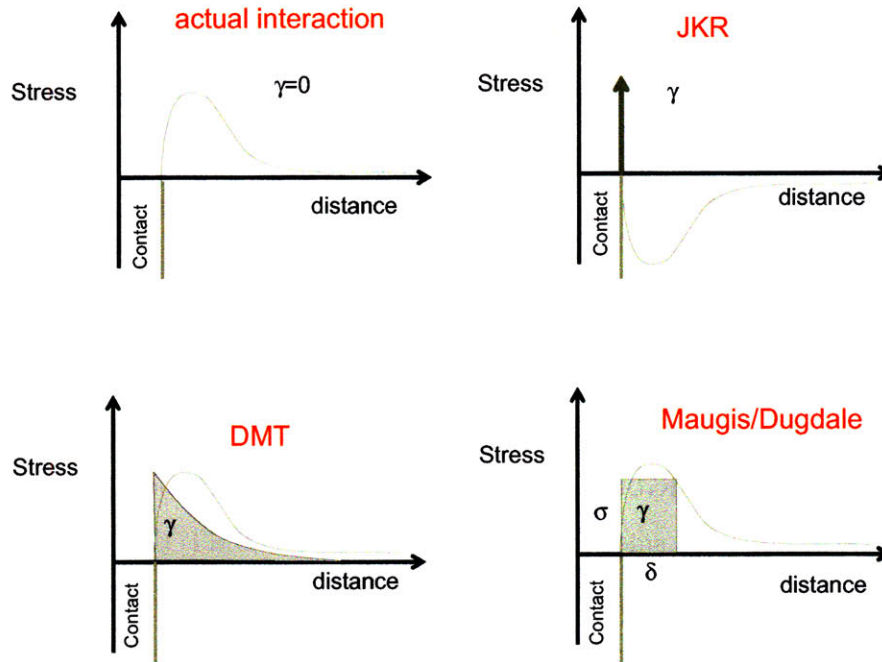 actual interaction
Stress
γ=0
distance
Contact
JKR
Stress
γ
distance
Contact
DMT
Stress
γ
distance
Contact
Maugis/Dugdale
Stress
σ
γ
δ
distance
Contact